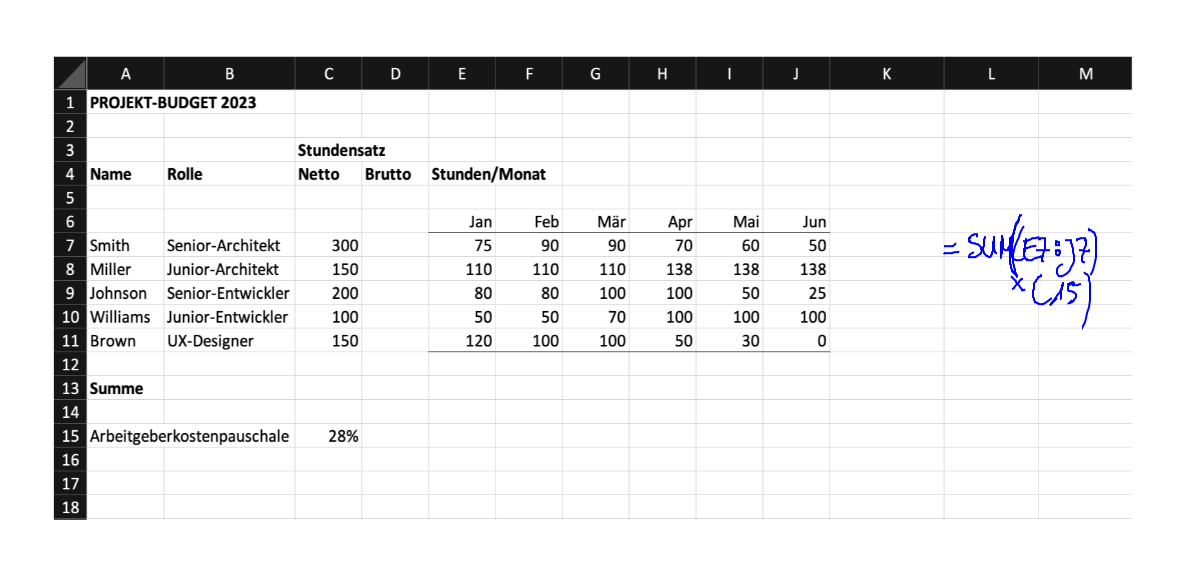 A B C D E F G H I J K L M
1 PROJEKT-BUDGET 2023
2
3 Stundensatz
4 Name Rolle Netto Brutto Stunden/Monat
5
6 Jan Feb Mär Apr Mai Jun
7 Smith Senior-Architekt 300 75 90 90 70 60 50 = SUM(E7:J7)
8 Miller Junior-Architekt 150 110 110 110 138 138 138
9 Johnson Senior-Entwickler 200 80 80 100 100 50 25 × (C15)
10 Williams Junior-Entwickler 100 50 50 70 100 100 100
11 Brown UX-Designer 150 120 100 100 50 30 0
12
13 Summe
14
15 Arbeitgeberkostenpauschale 28%
16
17
18